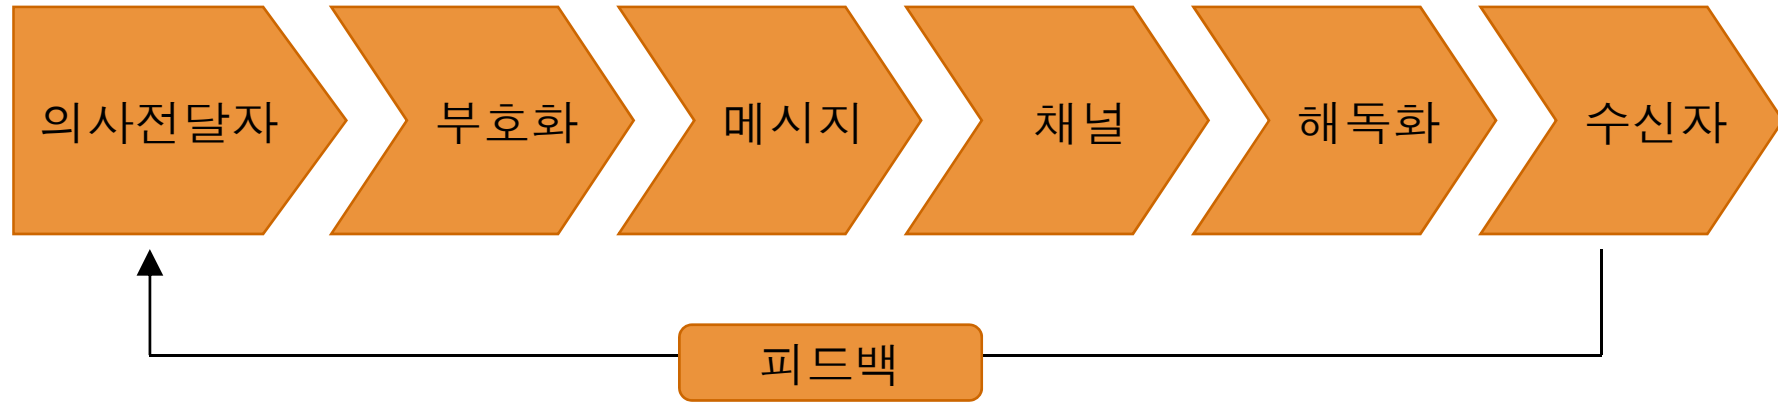 의사전달자
부호화
메시지
채널
해독화
수신자
피드백